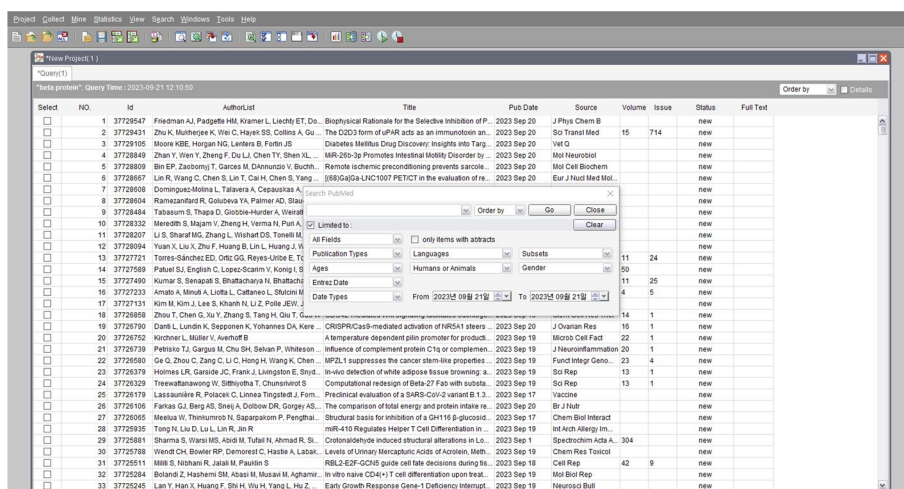 Project Collect Mine Statistics View Search Windows Tools Help
*New Project( 1 )
*Query(1)
"beta protein", Query Time : 2023-09-21 12:10:50 Order by Details
Select NO. Id AuthorList Title Pub Date Source Volume Issue Status Full Text
1 37729547 Friedman AJ, Padgette HM, Kramer L, Liechty ET, Do... Biophysical Rationale for the Selective Inhibition of P... 2023 Sep 20 J Phys Chem B new
2 37729431 Zhu K, Mukherjee K, Wei C, Hayek SS, Collins A, Gu ... The D2D3 form of uPAR acts as an immunotoxin an... 2023 Sep 20 Sci Transl Med 15 714 new
3 37729105 Moore KBE, Horgan NG, Lenters B, Fortin JS Diabetes Mellitus Drug Discovery: Insights into Targ... 2023 Sep 20 Vet Q new
4 37728849 Zhan Y, Wen Y, Zheng F, Du LJ, Chen TY, Shen XL, ... MiR-26b-3p Promotes Intestinal Motility Disorder by ... 2023 Sep 20 Mol Neurobiol new
5 37728809 Bin EP, Zaobornyj T, Garces M, DAnnunzio V, Buchh... Remote ischemic preconditioning prevents sarcole... 2023 Sep 20 Mol Cell Biochem new
6 37728667 Lin R, Wang C, Chen S, Lin T, Cai H, Chen S, Yang ... [(68)Ga]Ga-LNC1007 PET/CT in the evaluation of re... 2023 Sep 20 Eur J Nucl Med Mol... new
7 37728608 Dominguez-Molina L, Talavera A, Cepauskas A, new
8 37728604 Ramezanifard R, Golubeva YA, Palmer AD, Slau new
9 37728484 Tabasum S, Thapa D, Giobbie-Hurder A, Weirat new
10 37728332 Meredith S, Majam V, Zheng H, Verma N, Puri A, new
11 37728207 Li S, Sharaf MG, Zhang L, Wishart DS, Tonelli M, new
12 37728094 Yuan X, Liu X, Zhu F, Huang B, Lin L, Huang J, W new
13 37727721 Torres-Sánchez ED, Ortiz GG, Reyes-Uribe E, Tc 11 24 new
14 37727589 Patuel SJ, English C, Lopez-Scarim V, Konig I, S 50 new
15 37727490 Kumar S, Senapati S, Bhattacharya N, Bhattacha 11 25 new
16 37727233 Amato A, Minuti A, Liotta L, Cattaneo L, Sfulcini M 4 5 new
17 37727131 Kim M, Kim J, Lee S, Khanh N, Li Z, Polle JEW, J new
Search PubMed
Order by Go Close
Limited to : Clear
All Fields only items with abtracts
Publication Types Languages Subsets
Ages Humans or Animals Gender
Entrez Date
Date Types From 2023년 09월 21일 To 2023년 09월 21일
18 37726858 Zhou T, Chen G, Xu Y, Zhang S, Tang H, Qiu T, 14 1 new
19 37726790 Danti L, Lundin K, Sepponen K, Yohannes DA, Kere ... CRISPR/Cas9-mediated activation of NR5A1 steers ... 2023 Sep 20 J Ovarian Res 16 1 new
20 37726752 Kirchner L, Müller V, Averhoff B A temperature dependent pilin promoter for producti... 2023 Sep 19 Microb Cell Fact 22 1 new
21 37726739 Petrisko TJ, Gargus M, Chu SH, Selvan P, Whiteson ... Influence of complement protein C1q or complemen... 2023 Sep 19 J Neuroinflammation 20 1 new
22 37726580 Ge Q, Zhou C, Zang C, Li C, Hong H, Wang K, Chen ... MPZL1 suppresses the cancer stem-like properties ... 2023 Sep 19 Funct Integr Geno... 23 4 new
23 37726379 Holmes LR, Garside JC, Frank J, Livingston E, Snyd... In-vivo detection of white adipose tissue browning: a... 2023 Sep 19 Sci Rep 13 1 new
24 37726329 Treewattanawong W, Sitthiyotha T, Chunsrivirot S Computational redesign of Beta-27 Fab with substa... 2023 Sep 19 Sci Rep 13 1 new
25 37726179 Lassaunière R, Polacek C, Linnea Tingstedt J, Fom... Preclinical evaluation of a SARS-CoV-2 variant B.1.3... 2023 Sep 17 Vaccine new
26 37726106 Farkas GJ, Berg AS, Sneij A, Dolbow DR, Gorgey AS,... The comparison of total energy and protein intake re... 2023 Sep 20 Br J Nutr new
27 37726065 Meelua W, Thinkumrob N, Saparpakorn P, Pengthai... Structural basis for inhibition of a GH116 β-glucosid... 2023 Sep 17 Chem Biol Interact new
28 37725935 Tong N, Liu D, Lu L, Lin R, Jin R miR-410 Regulates Helper T Cell Differentiation in ... 2023 Sep 19 Int Arch Allergy Im... new
29 37725881 Sharma S, Warsi MS, Abidi M, Tufail N, Ahmad R, Si... Crotonaldehyde induced structural alterations in Lo... 2023 Sep 1 Spectrochim Acta A... 304 new
30 37725788 Wendt CH, Bowler RP, Demorest C, Hastie A, Labak... Levels of Urinary Mercapturic Acids of Acrolein, Meth... 2023 Sep 19 Chem Res Toxicol new
31 37725511 Militi S, Nibhani R, Jalali M, Pauklin S RBL2-E2F-GCN5 guide cell fate decisions during tis... 2023 Sep 18 Cell Rep 42 9 new
32 37725284 Bolandi Z, Hashemi SM, Abasi M, Musavi M, Aghamir... In vitro naive CD4(+) T cell differentiation upon treat... 2023 Sep 19 Mol Biol Rep new
33 37725245 Lan Y, Han X, Huang F, Shi H, Wu H, Yang L, Hu Z, ... Early Growth Response Gene-1 Deficiency Interrupt... 2023 Sep 19 Neurosci Bull new